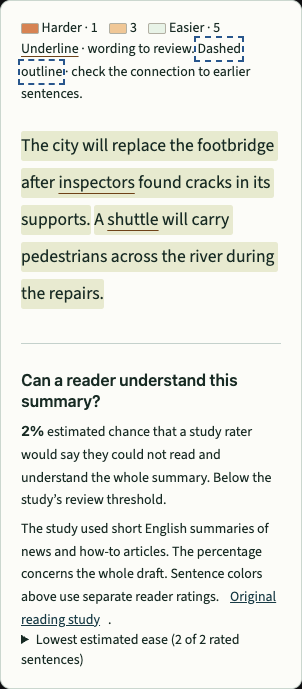 Harder · 1 3 Easier · 5
Underline · wording to review. Dashed
outline · check the connection to earlier
sentences.
The city will replace the footbridge
after inspectors found cracks in its
supports. A shuttle will carry
pedestrians across the river during
the repairs.
Can a reader understand this
summary?
2% estimated chance that a study rater
would say they could not read and
understand the whole summary. Below the
study's review threshold.
The study used short English summaries of
news and how-to articles. The percentage
concerns the whole draft. Sentence colors
above use separate reader ratings. Original
reading study .
▶ Lowest estimated ease (2 of 2 rated
sentences)